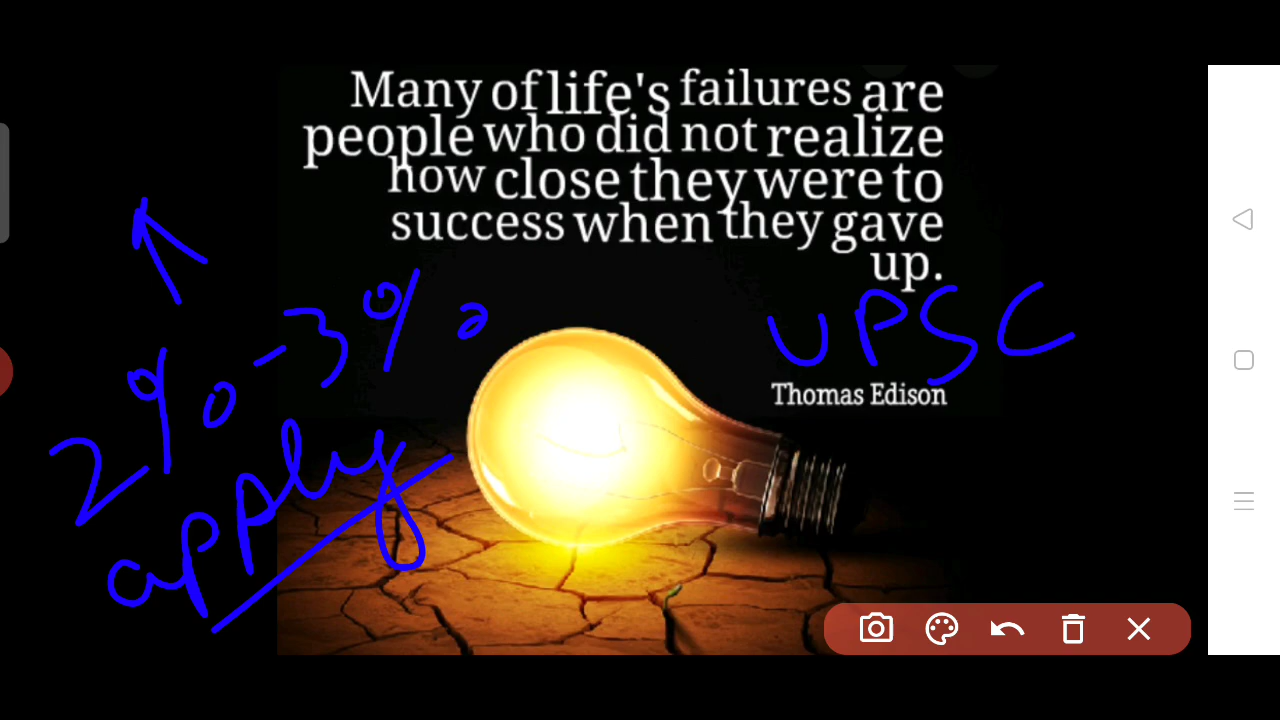 Many of life's failures are
people who did not realize
how close they were to
success when they gave
up.
UPSC
2% - 3%
Thomas Edison
apply